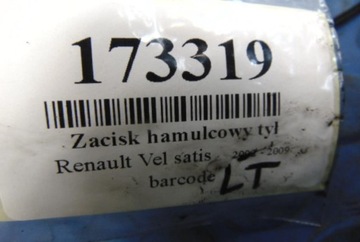 173319
Zacisk hamulcowy tył
Renault Vel satis 2002 - 2009
barcode LT